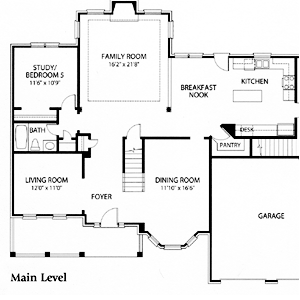 FAMILY ROOM
16'2" x 21'8"
STUDY/
BEDROOM 5
11'6" x 10'9"
KITCHEN
BREAKFAST
NOOK
BATH
DESK
PANTRY
LIVING ROOM
12'0" x 11'0"
DINING ROOM
11'10" x 16'6"
FOYER
GARAGE
Main Level